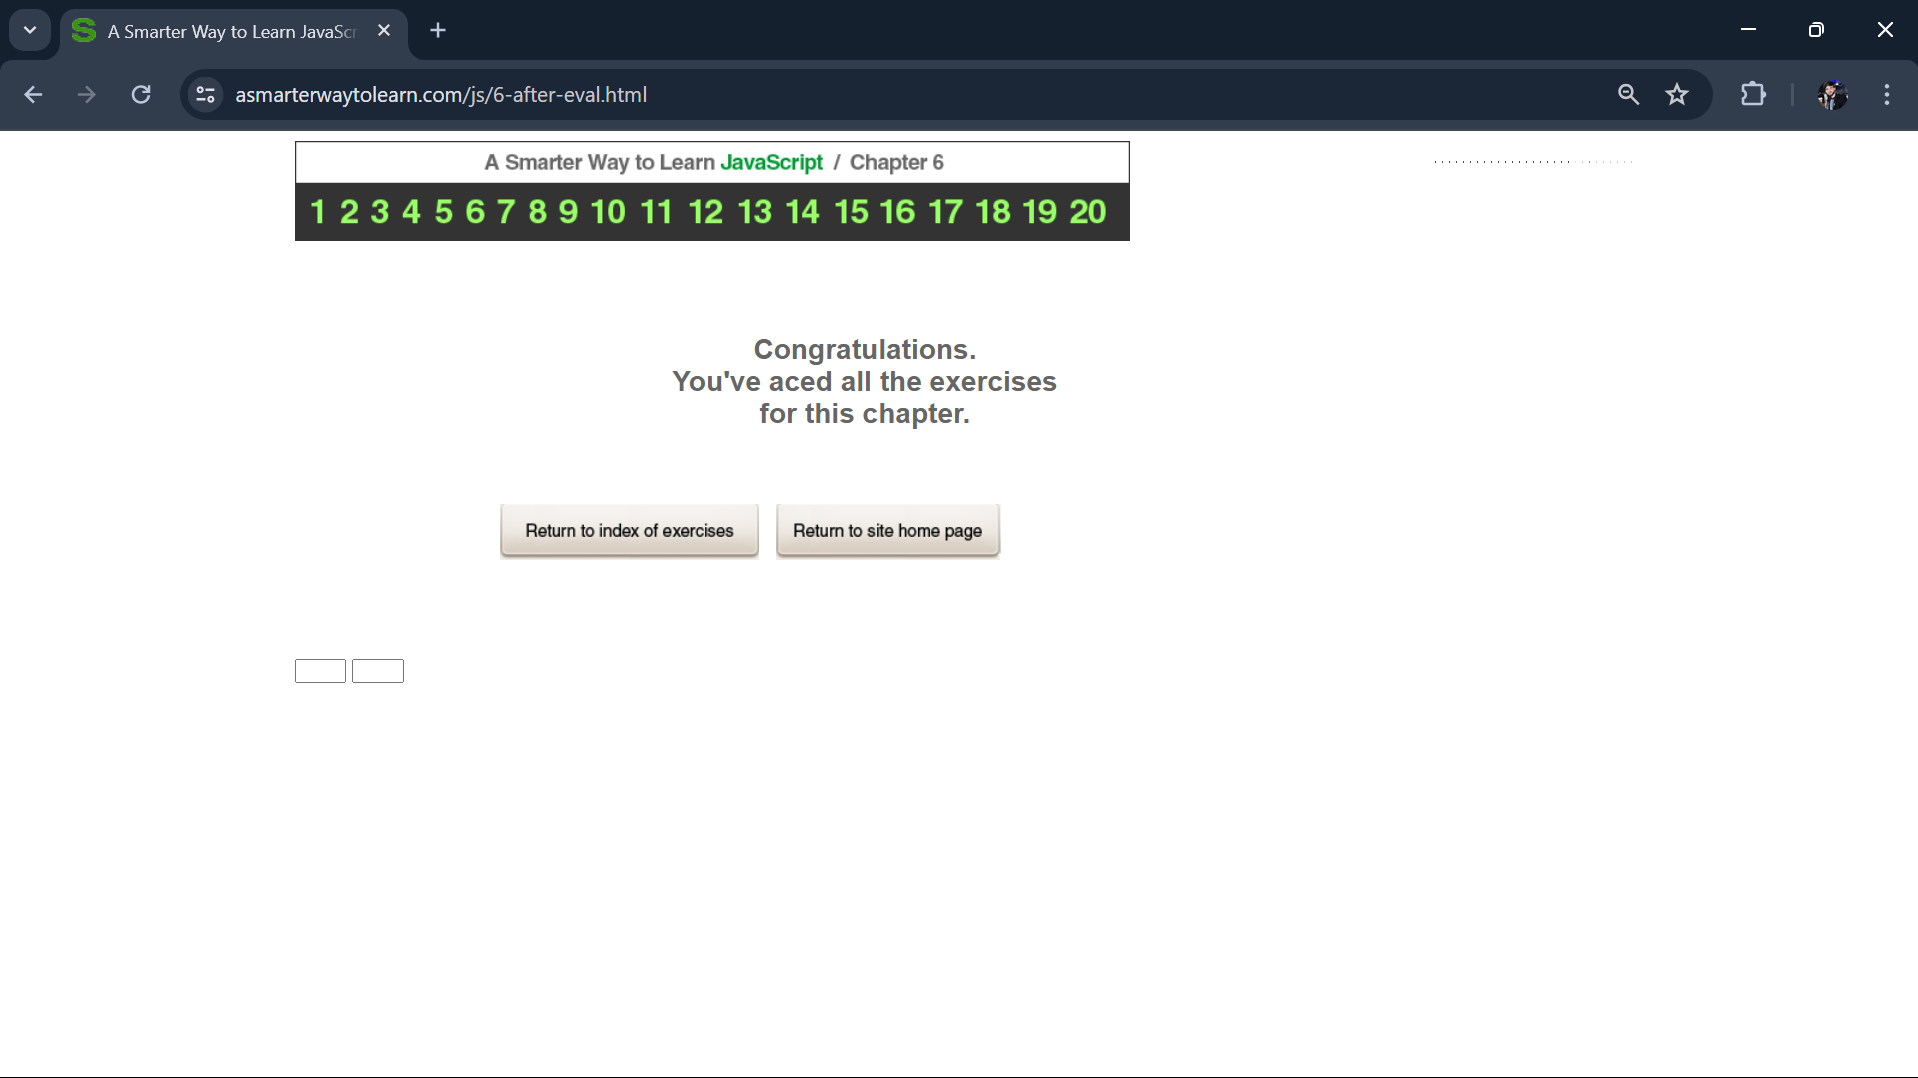 A Smarter Way to Learn JavaScr
asmarterwaytolearn.com/js/6-after-eval.html
A Smarter Way to Learn JavaScript / Chapter 6
1 2 3 4 5 6 7 8 9 10 11 12 13 14 15 16 17 18 19 20
Congratulations.
You've aced all the exercises
for this chapter.
Return to index of exercises
Return to site home page